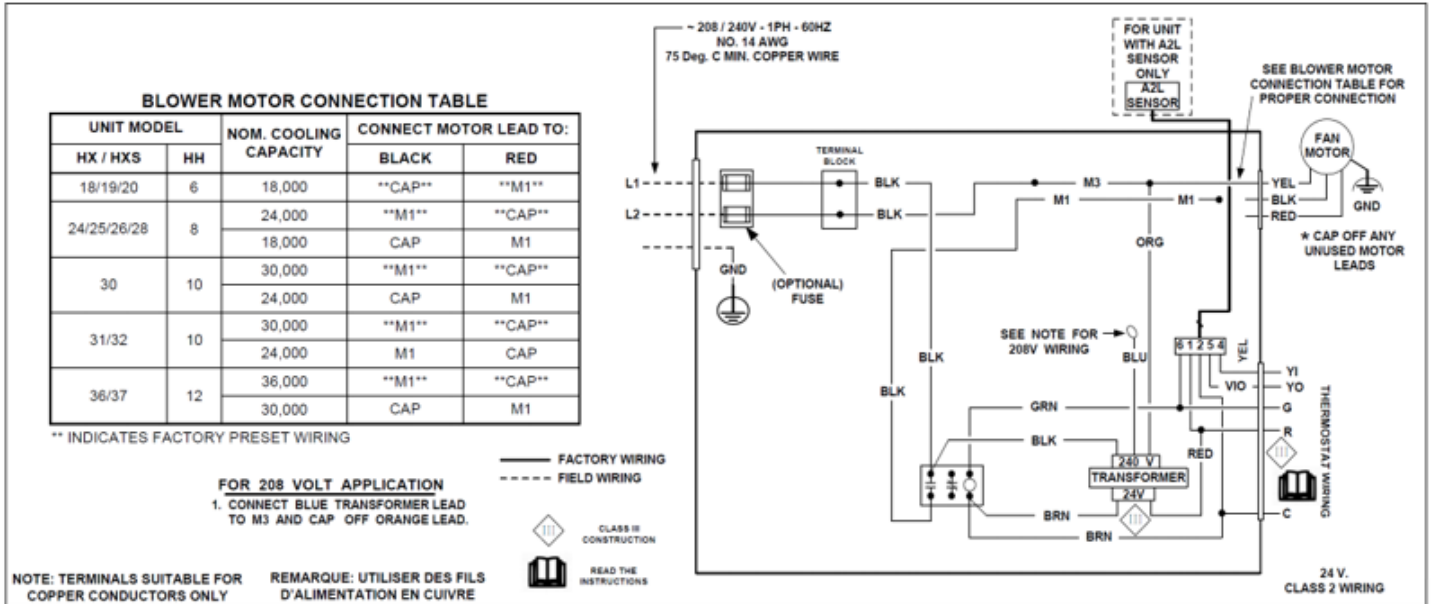 ~ 208 / 240V - 1PH - 60HZ
NO. 14 AWG
75 Deg. C MIN. COPPER WIRE
FOR UNIT
WITH A2L
SENSOR
ONLY
A2L
SENSOR
SEE BLOWER MOTOR
CONNECTION TABLE FOR
PROPER CONNECTION
BLOWER MOTOR CONNECTION TABLE
UNIT MODEL NOM. COOLING CAPACITY CONNECT MOTOR LEAD TO:
HX / HXS HH BLACK RED
18/19/20 6 18,000 **CAP** **M1**
24/25/26/28 8 24,000 **M1** **CAP**
18,000 CAP M1
30 10 30,000 **M1** **CAP**
24,000 CAP M1
31/32 10 30,000 **M1** **CAP**
24,000 M1 CAP
36/37 12 36,000 **M1** **CAP**
30,000 CAP M1
** INDICATES FACTORY PRESET WIRING
FACTORY WIRING
FIELD WIRING
FOR 208 VOLT APPLICATION
1. CONNECT BLUE TRANSFORMER LEAD
TO M3 AND CAP OFF ORANGE LEAD.
III
CLASS III
CONSTRUCTION
READ THE
INSTRUCTIONS
NOTE: TERMINALS SUITABLE FOR
COPPER CONDUCTORS ONLY
REMARQUE: UTILISER DES FILS
D'ALIMENTATION EN CUIVRE
TERMINAL
BLOCK
L1
L2
BLK
BLK
M3
M1
M1
FAN
MOTOR
YEL
BLK
RED
GND
* CAP OFF ANY
UNUSED MOTOR
LEADS
GND
(OPTIONAL)
FUSE
ORG
SEE NOTE FOR
208V WIRING
BLU
6 1 2 5 4
YEL
BLK
BLK
YI
VIO
YO
GRN
G
BLK
R
RED
III
240 V
TRANSFORMER
24V
III
BRN
BRN
C
THERMOSTAT WIRING
24 V.
CLASS 2 WIRING